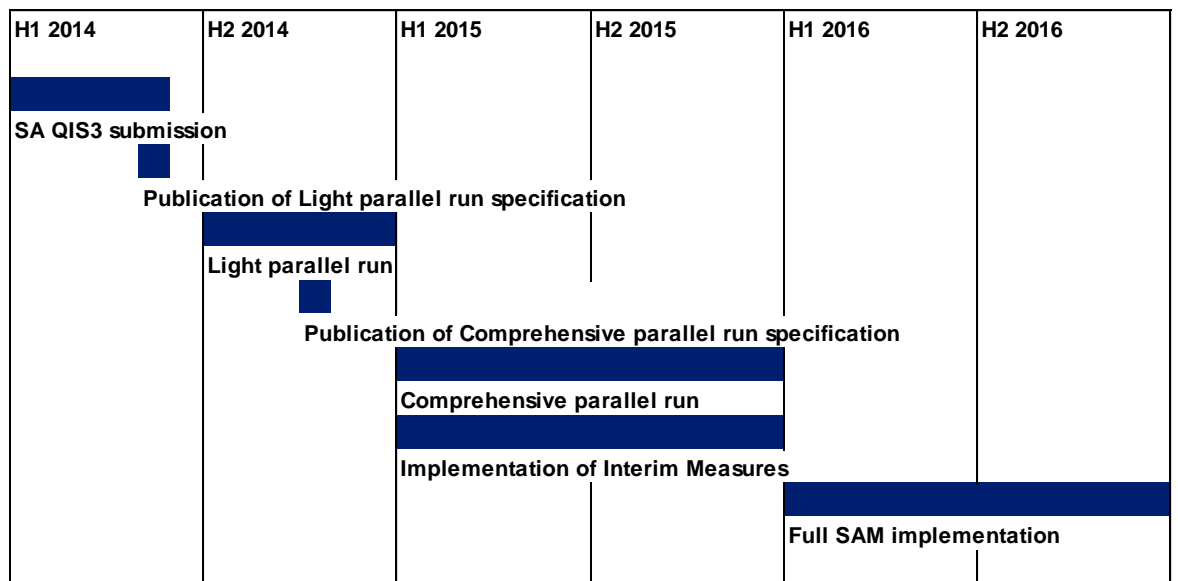 H1 2014
H2 2014
H1 2015
H2 2015
H1 2016
H2 2016
SA QIS3 submission
Publication of Light parallel run specification
Light parallel run
Publication of Comprehensive parallel run specification
Comprehensive parallel run
Implementation of Interim Measures
Full SAM implementation